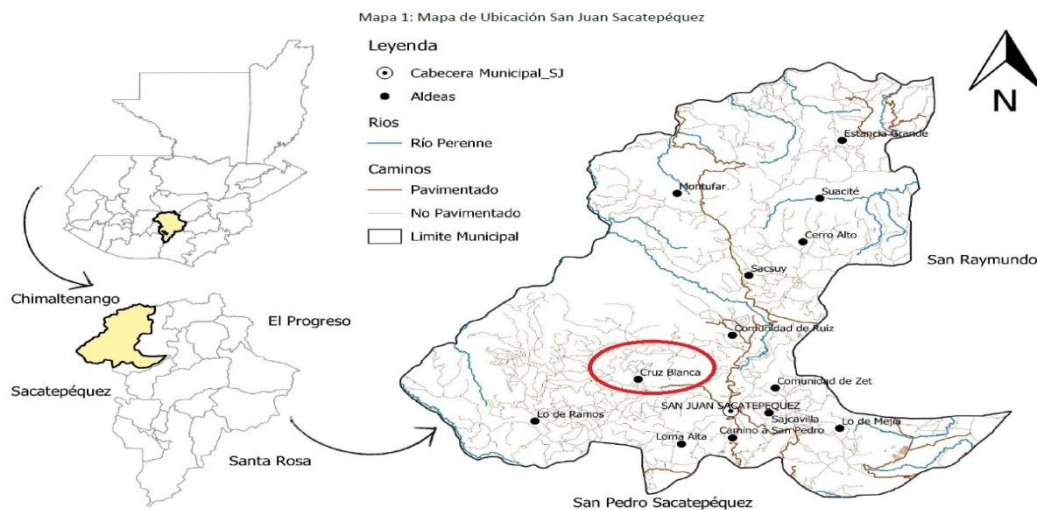 Mapa 1: Mapa de Ubicación San Juan Sacatepéquez
Leyenda
Cabecera Municipal_SJ
Aldeas
Rios
Río Perenne
Caminos
Pavimentado
No Pavimentado
Limite Municipal
N
Estancia Grande
Montufar
Suacité
Cerro Alto
San Raymundo
Sacsuy
Chimaltenango
El Progreso
Comunidad de Ruiz
Cruz Blanca
Comunidad de Zet
Sacatepéquez
SAN JUAN SACATEPEQUEZ
Lo de Ramos
Sajcavilla
Camino a San Pedro
Lo de Mejia
Loma Alta
Santa Rosa
San Pedro Sacatepéquez